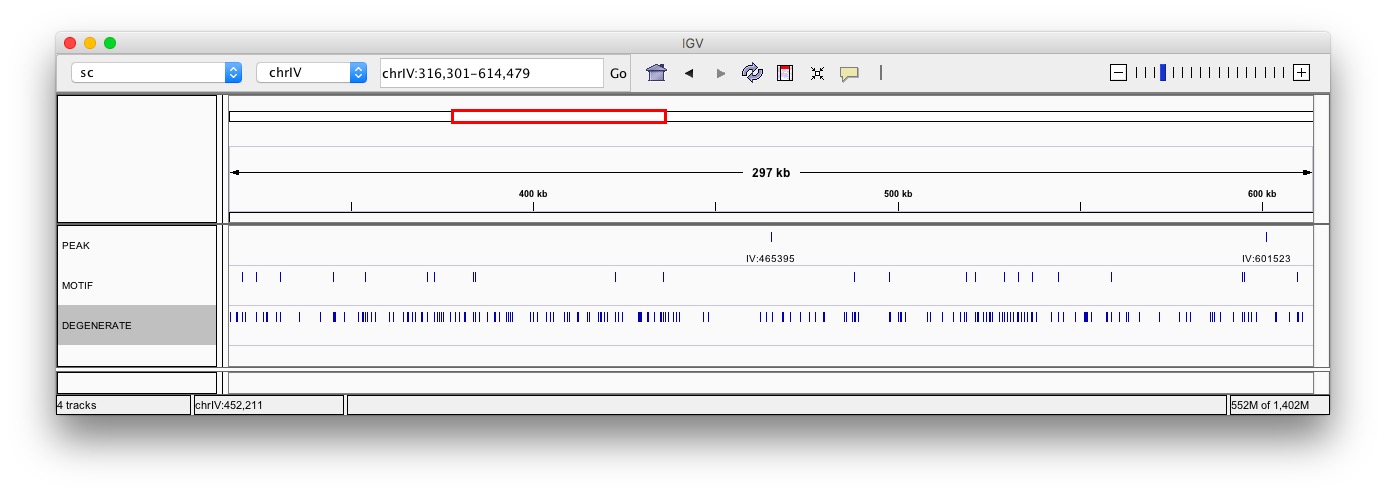 IGV
sc chrIV chrIV:316,301-614,479 Go
297 kb
400 kb 500 kb 600 kb
PEAK
IV:465395 IV:601523
MOTIF
DEGENERATE
4 tracks chrIV:452,211 552M of 1,402M